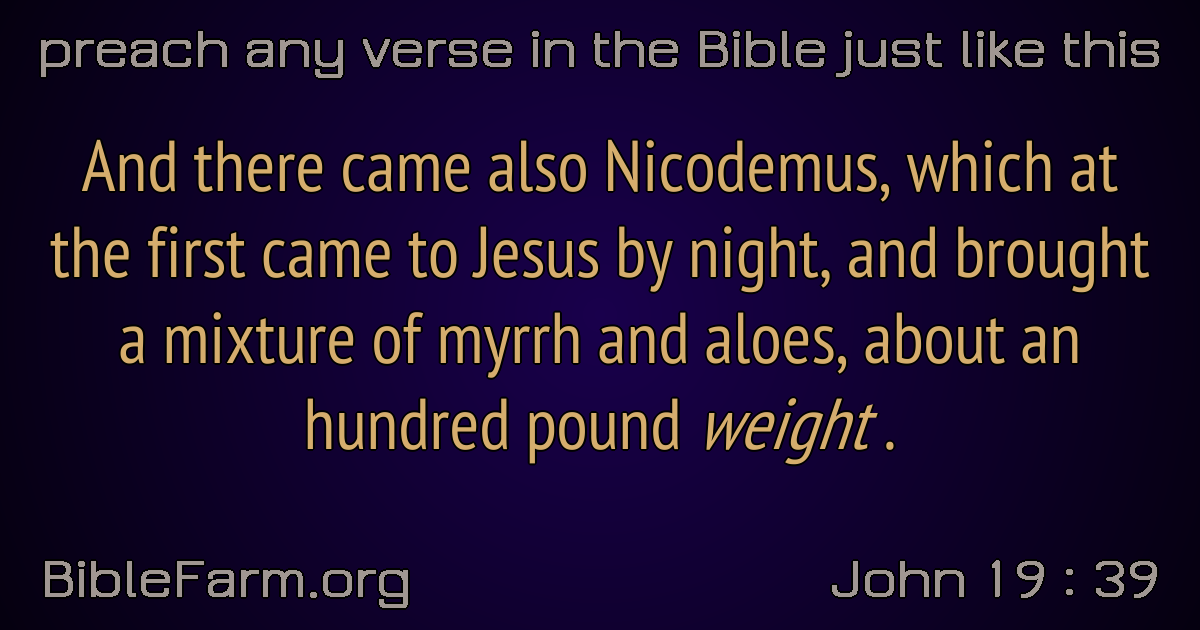 preach any verse in the Bible just like this
And there came also Nicodemus, which at
the first came to Jesus by night, and brought
a mixture of myrrh and aloes, about an
hundred pound weight .
BibleFarm.org
John 19 : 39